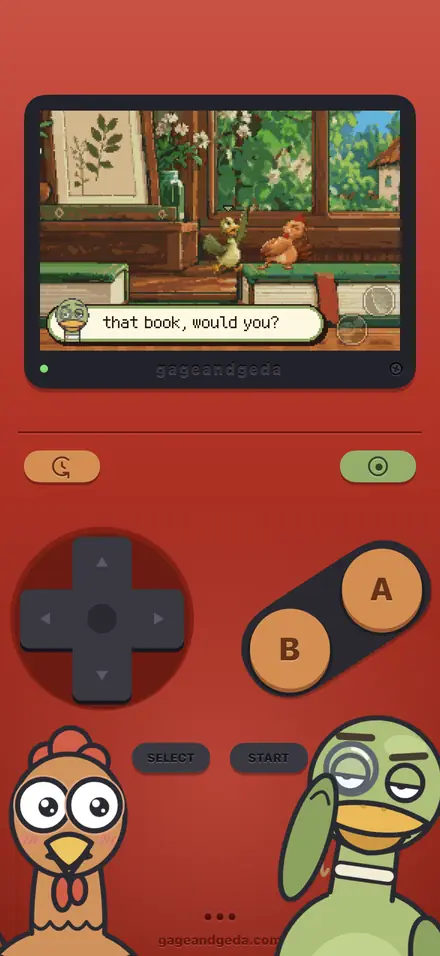 that book, would you?
gageandgeda
A
B
SELECT
START
gageandgeda.com